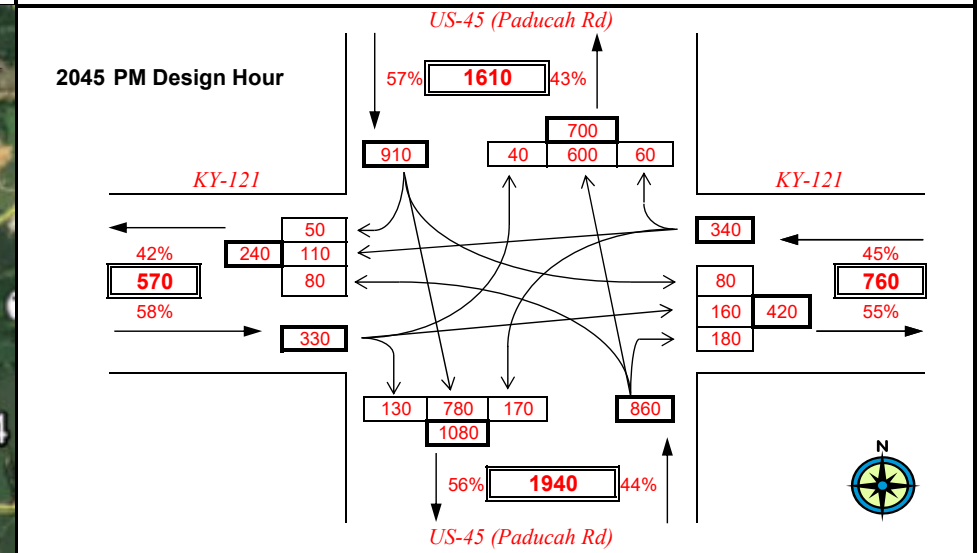 US-45 (Paducah Rd)
2045 PM Design Hour
57% 1610 43%
700
910 40 600 60
KY-121 KY-121
50 340
42% 240 110 45%
570 80 80 760
58% 160 420 55%
330 180
130 780 170 860
1080
56% 1940 44%
N
US-45 (Paducah Rd)